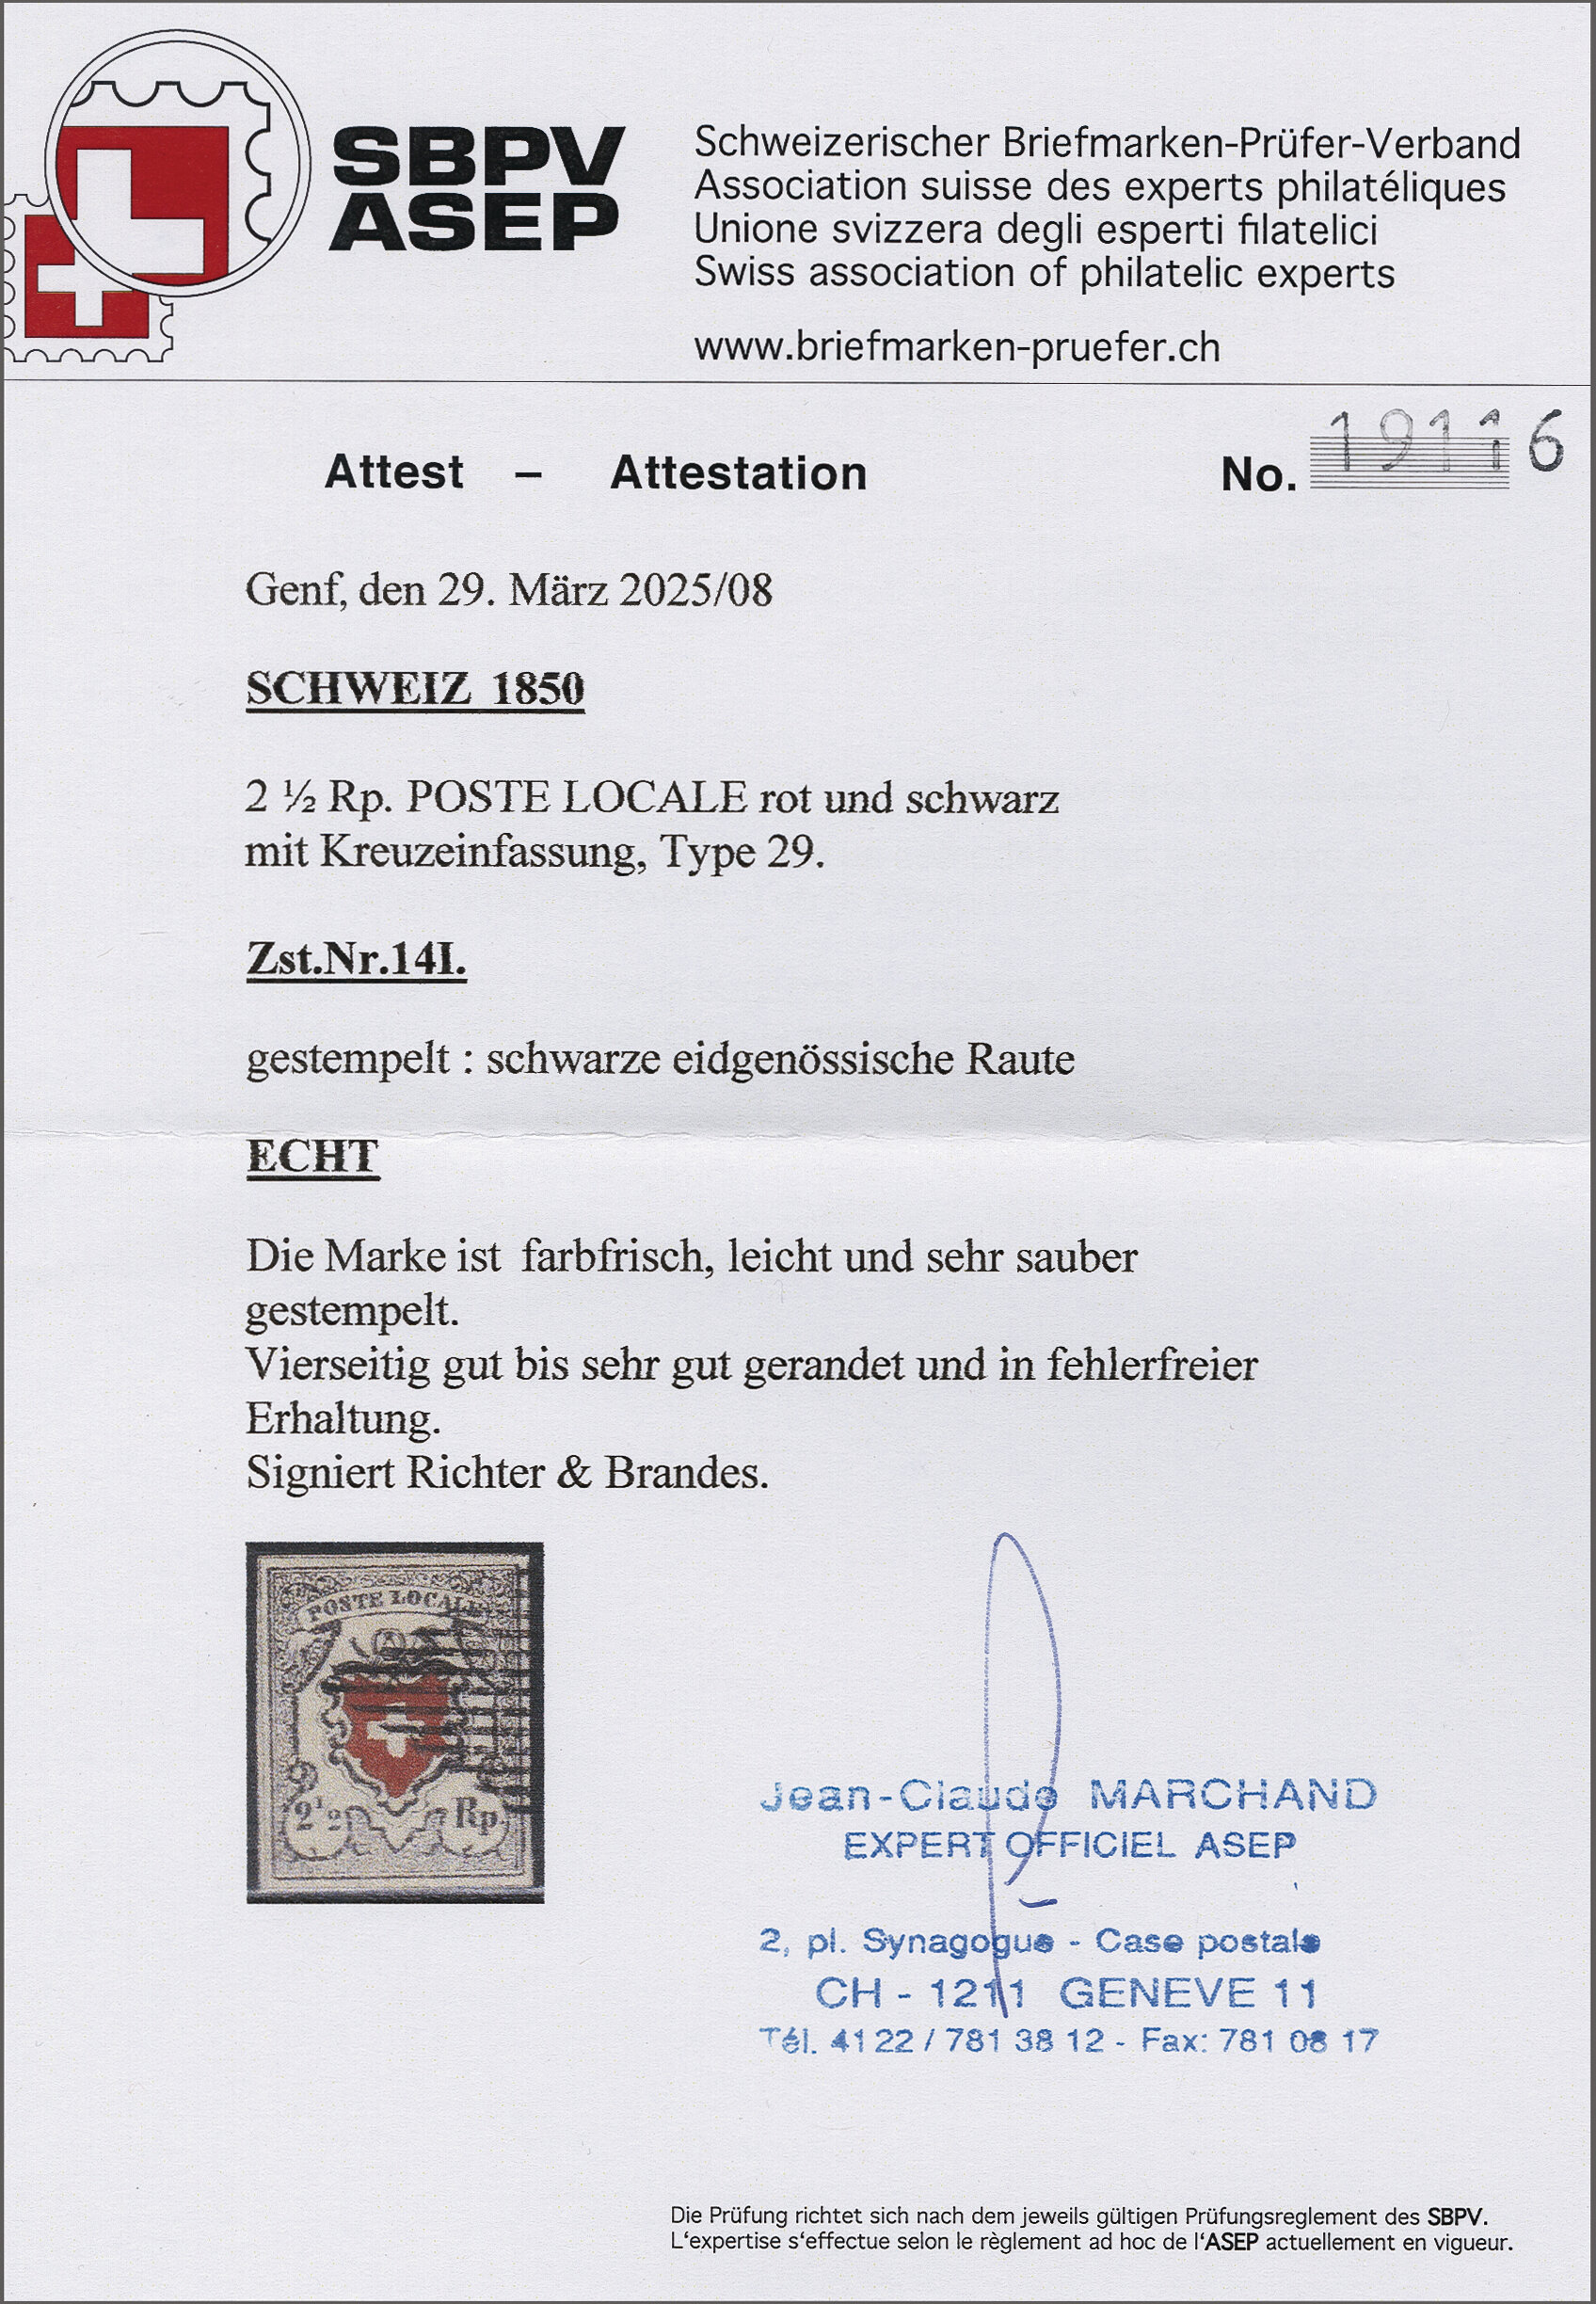 SBPV
ASEP
Schweizerischer Briefmarken-Prüfer-Verband
Association suisse des experts philatéliques
Unione svizzera degli esperti filatelici
Swiss association of philatelic experts
www.briefmarken-pruefer.ch
Attest – Attestation No. 19116
Genf, den 29. März 2025/08
SCHWEIZ 1850
2 ½ Rp. POSTE LOCALE rot und schwarz
mit Kreuzeinfassung, Type 29.
Zst.Nr.14I.
gestempelt : schwarze eidgenössische Raute
ECHT
Die Marke ist farbfrisch, leicht und sehr sauber
gestempelt.
Vierseitig gut bis sehr gut gerandet und in fehlerfreier
Erhaltung.
Signiert Richter & Brandes.
POSTE LOCALE
2 1/2 Rp.
Jean-Claude MARCHAND
EXPERT OFFICIEL ASEP
2, pl. Synagogue - Case postale
CH - 1211 GENEVE 11
Tél. 41 22 / 781 38 12 - Fax: 781 08 17
Die Prüfung richtet sich nach dem jeweils gültigen Prüfungsreglement des SBPV.
L‘expertise s‘effectue selon le règlement ad hoc de l‘ASEP actuellement en vigueur.